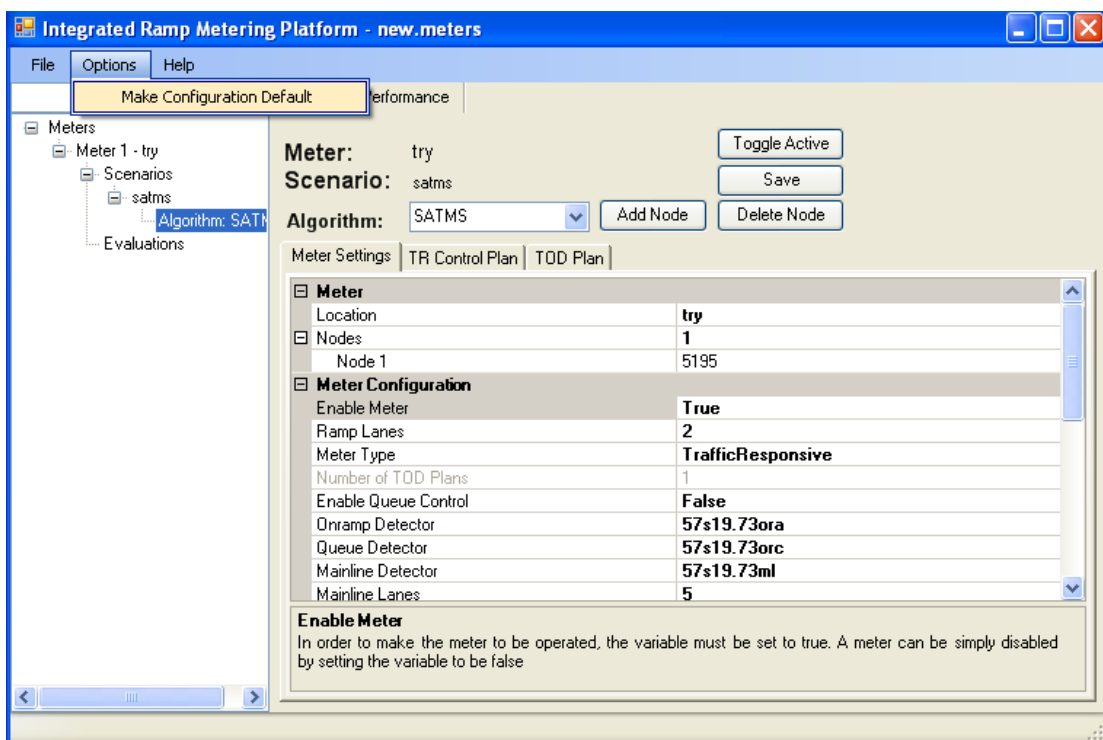 Integrated Ramp Metering Platform - new.meters
File Options Help
Make Configuration Default
Performance
Meters
Meter 1 - try
Scenarios
satms
Algorithm: SATM
Evaluations
Meter: try
Toggle Active
Scenario: satms
Save
Algorithm: SATMS Add Node Delete Node
Meter Settings TR Control Plan TOD Plan
Meter
Location try
Nodes 1
Node 1 5195
Meter Configuration
Enable Meter True
Ramp Lanes 2
Meter Type TrafficResponsive
Number of TOD Plans 1
Enable Queue Control False
Onramp Detector 57s19.73ora
Queue Detector 57s19.73orc
Mainline Detector 57s19.73ml
Mainline Lanes 5
Enable Meter
In order to make the meter to be operated, the variable must be set to true. A meter can be simply disabled
by setting the variable to be false